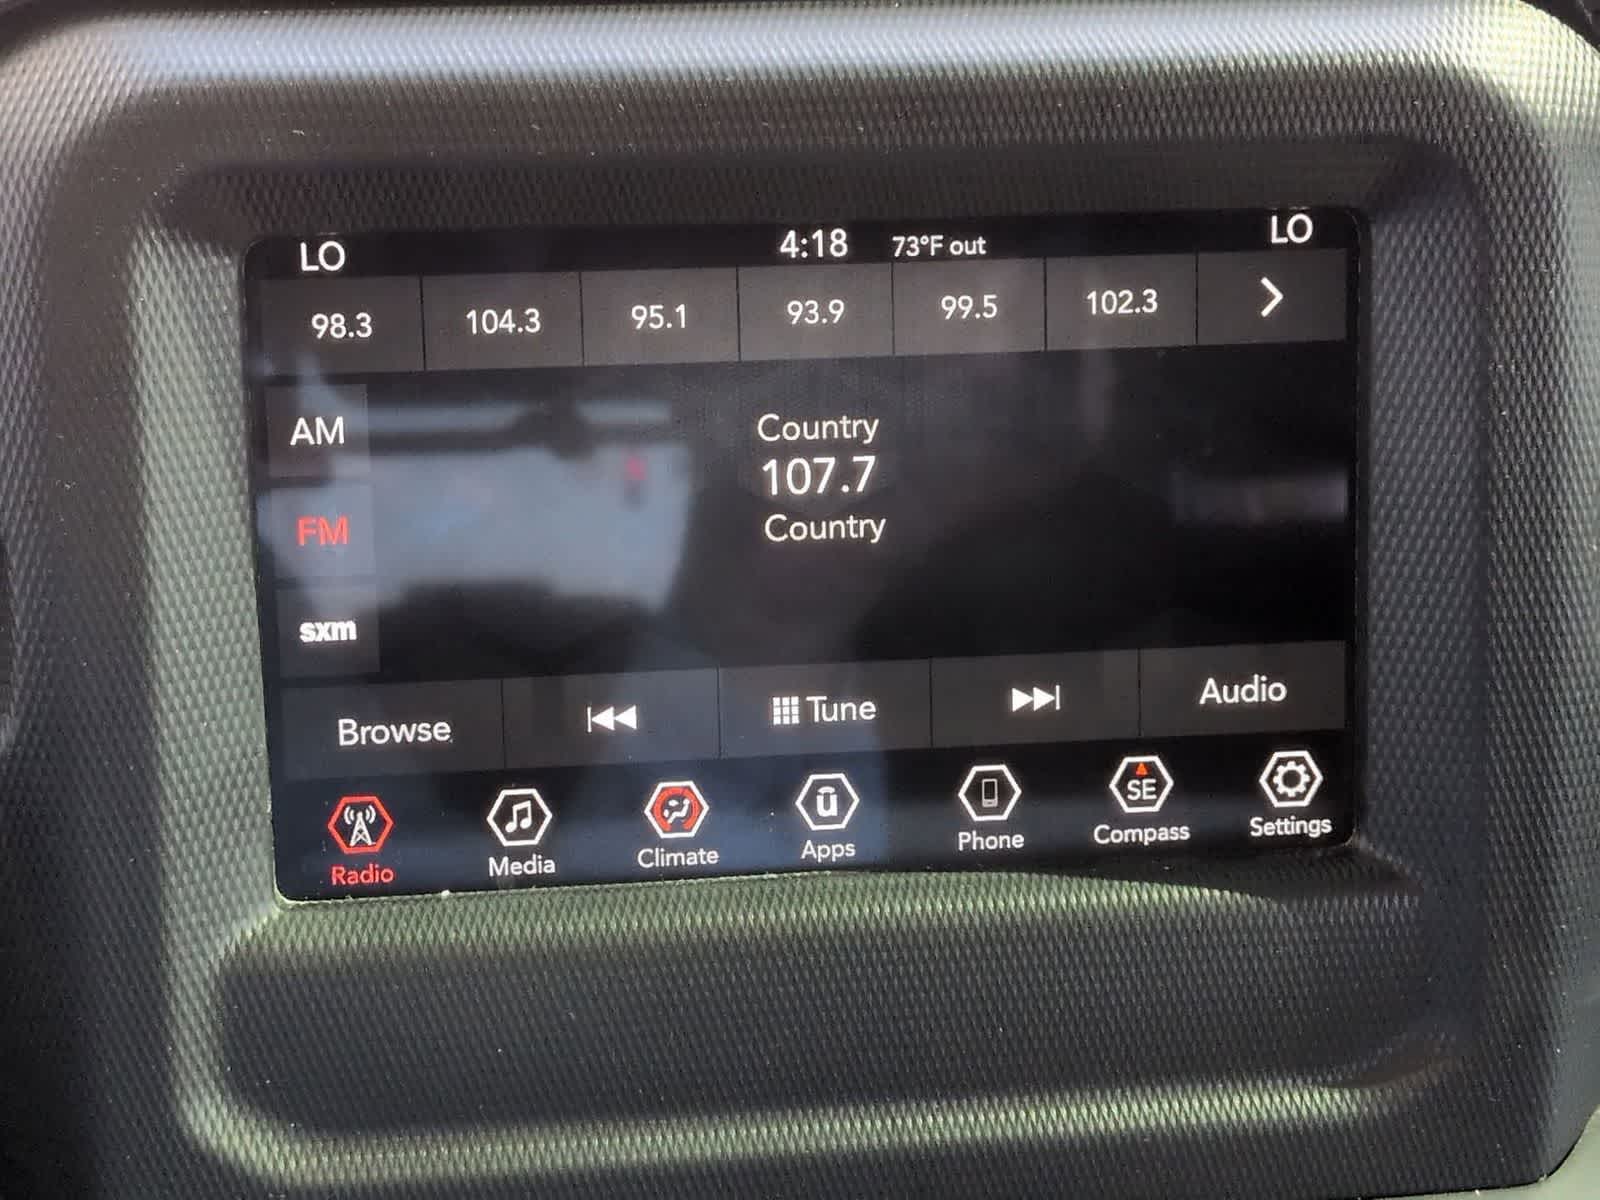 LO 4:18 73°F out LO
98.3 104.3 95.1 93.9 99.5 102.3
AM
Country
107.7
FM
Country
sxm
Browse Tune Audio
SE
Radio Media Climate Apps Phone Compass Settings